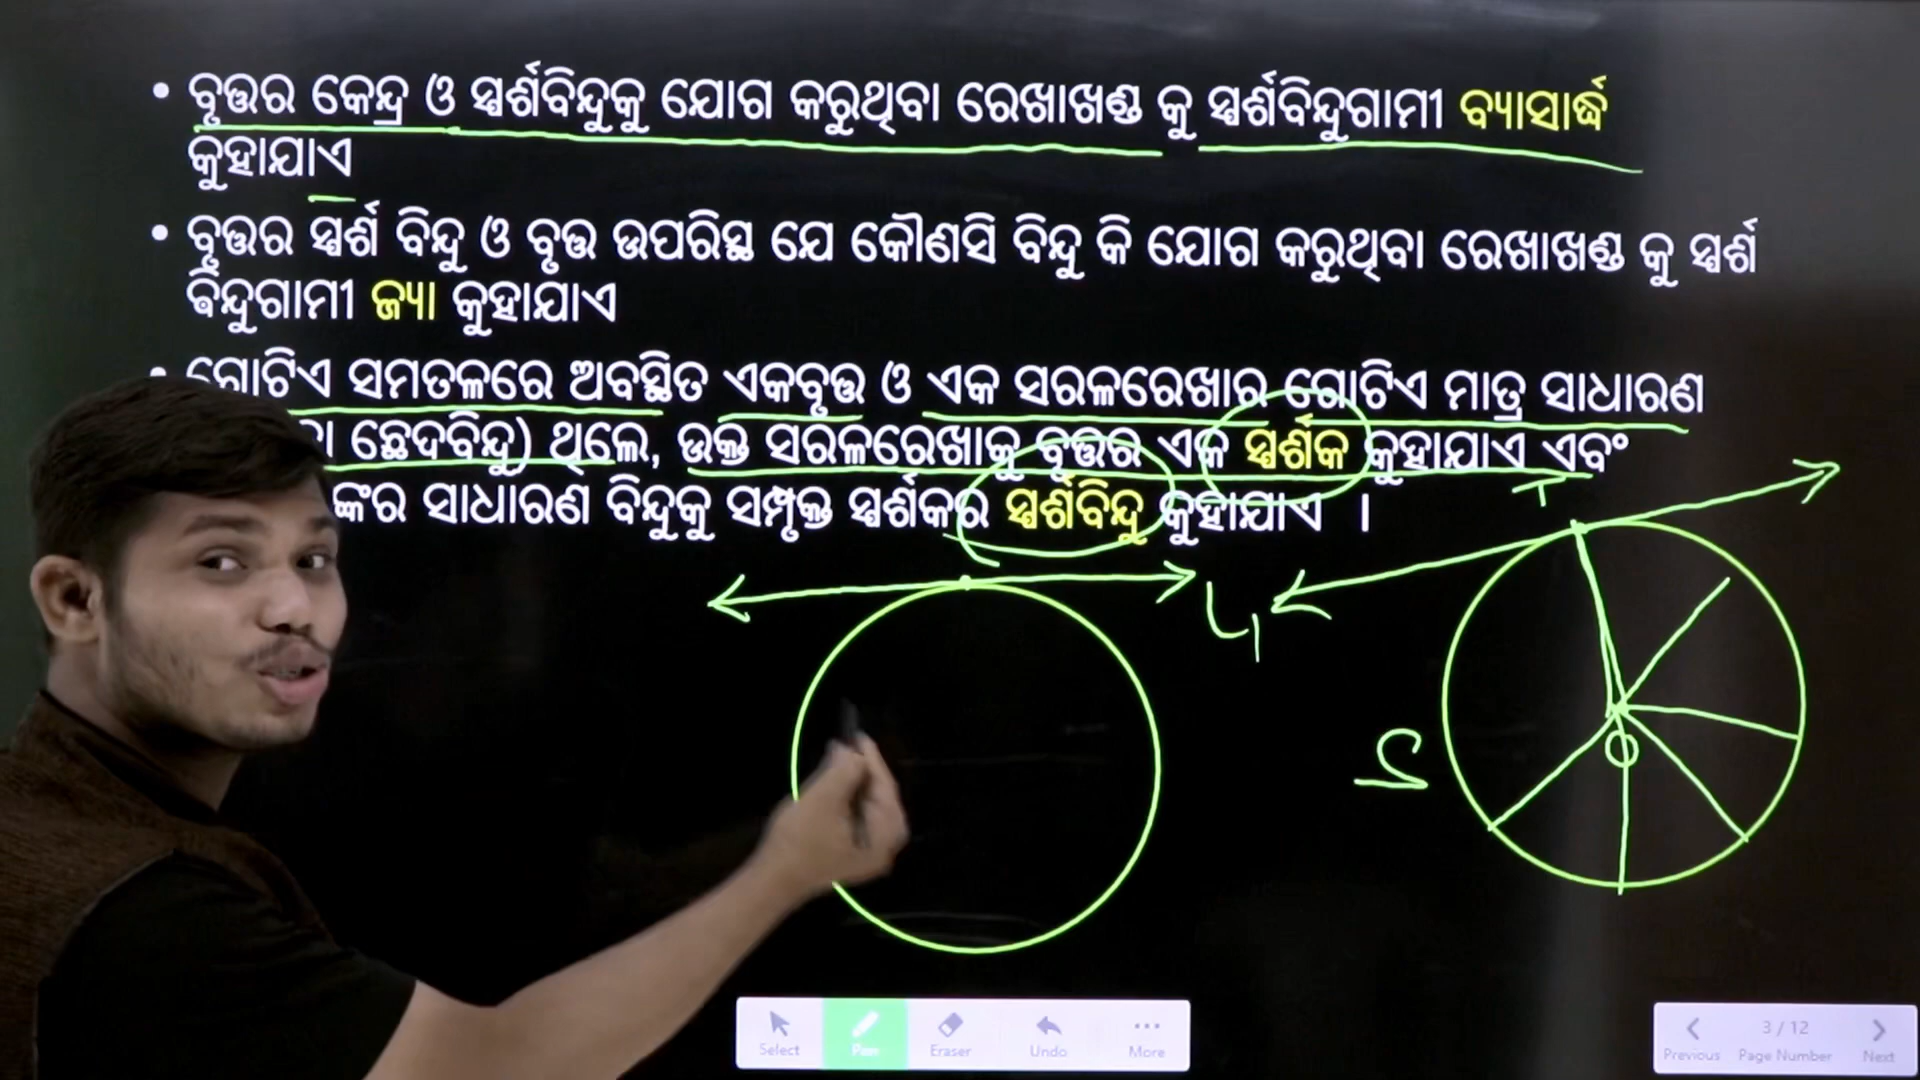 • ବୃତ୍ତର କେନ୍ଦ୍ର ଓ ସ୍ପର୍ଶବିନ୍ଦୁକୁ ଯୋଗ କରୁଥିବା ରେଖାଖଣ୍ଡ କୁ ସ୍ପର୍ଶବିନ୍ଦୁଗାମୀ ବ୍ୟାସାର୍ଦ୍ଧ
କୁହାଯାଏ
• ବୃତ୍ତର ସ୍ପର୍ଶ ବିନ୍ଦୁ ଓ ବୃତ୍ତ ଉପରିସ୍ଥ ଯେ କୌଣସି ବିନ୍ଦୁ କି ଯୋଗ କରୁଥିବା ରେଖାଖଣ୍ଡ କୁ ସ୍ପର୍ଶ
ବିନ୍ଦୁଗାମୀ ଜ୍ୟା କୁହାଯାଏ
• ଗୋଟିଏ ସମତଳରେ ଅବସ୍ଥିତ ଏକବୃତ୍ତ ଓ ଏକ ସରଳରେଖାର ଗୋଟିଏ ମାତ୍ର ସାଧାରଣ
ଛେଦବିନ୍ଦୁ) ଥିଲେ, ଉକ୍ତ ସରଳରେଖାକୁ ବୃତ୍ତର ଏକ ସ୍ପର୍ଶକ କୁହାଯାଏ ଏବଂ
ସାଧାରଣ ବିନ୍ଦୁକୁ ସମ୍ପୃକ୍ତ ସ୍ପର୍ଶକର ସ୍ପର୍ଶବିନ୍ଦୁ କୁହାଯାଏ ।
T
L₁
S
O
Select Pen Eraser Undo More
3 / 12
Previous Page Number Next